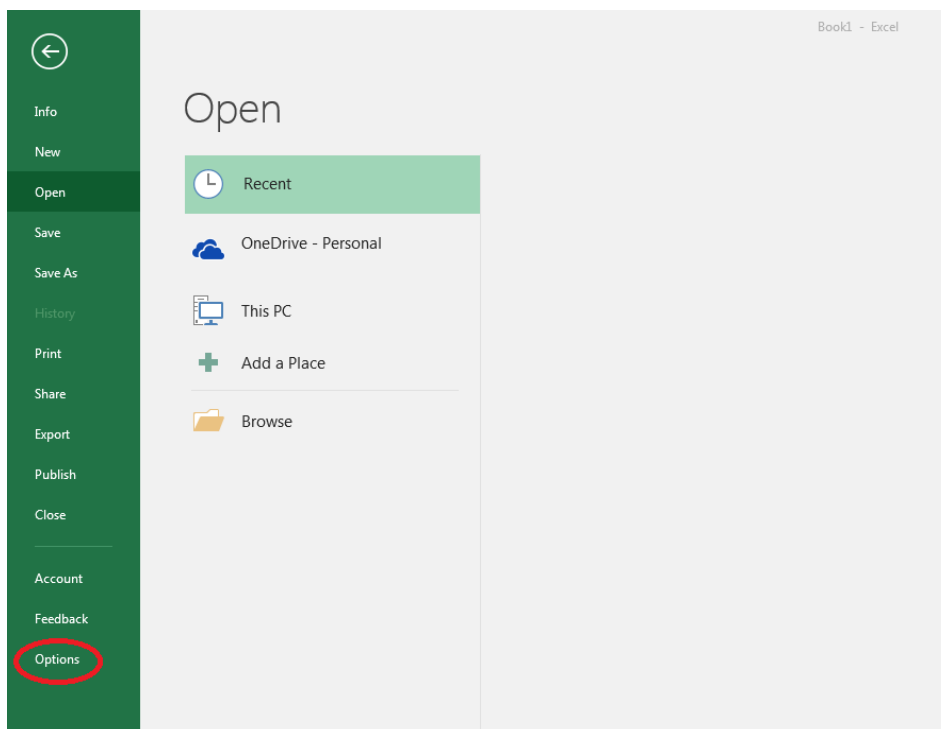 Book1 - Excel
Info
New
Open
Save
Save As
History
Print
Share
Export
Publish
Close
Account
Feedback
Options
Open
Recent
OneDrive - Personal
This PC
Add a Place
Browse